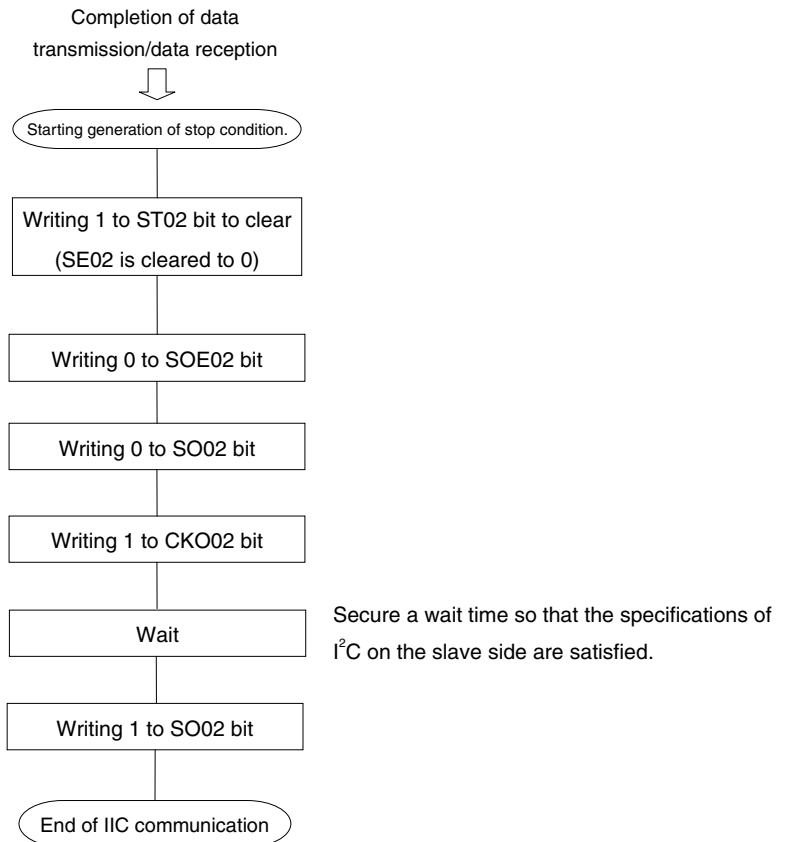 Completion of data
transmission/data reception
Starting generation of stop condition.
Writing 1 to ST02 bit to clear
(SE02 is cleared to 0)
Writing 0 to SOE02 bit
Writing 0 to SO02 bit
Writing 1 to CKO02 bit
Wait
Secure a wait time so that the specifications of
I²C on the slave side are satisfied.
Writing 1 to SO02 bit
End of IIC communication